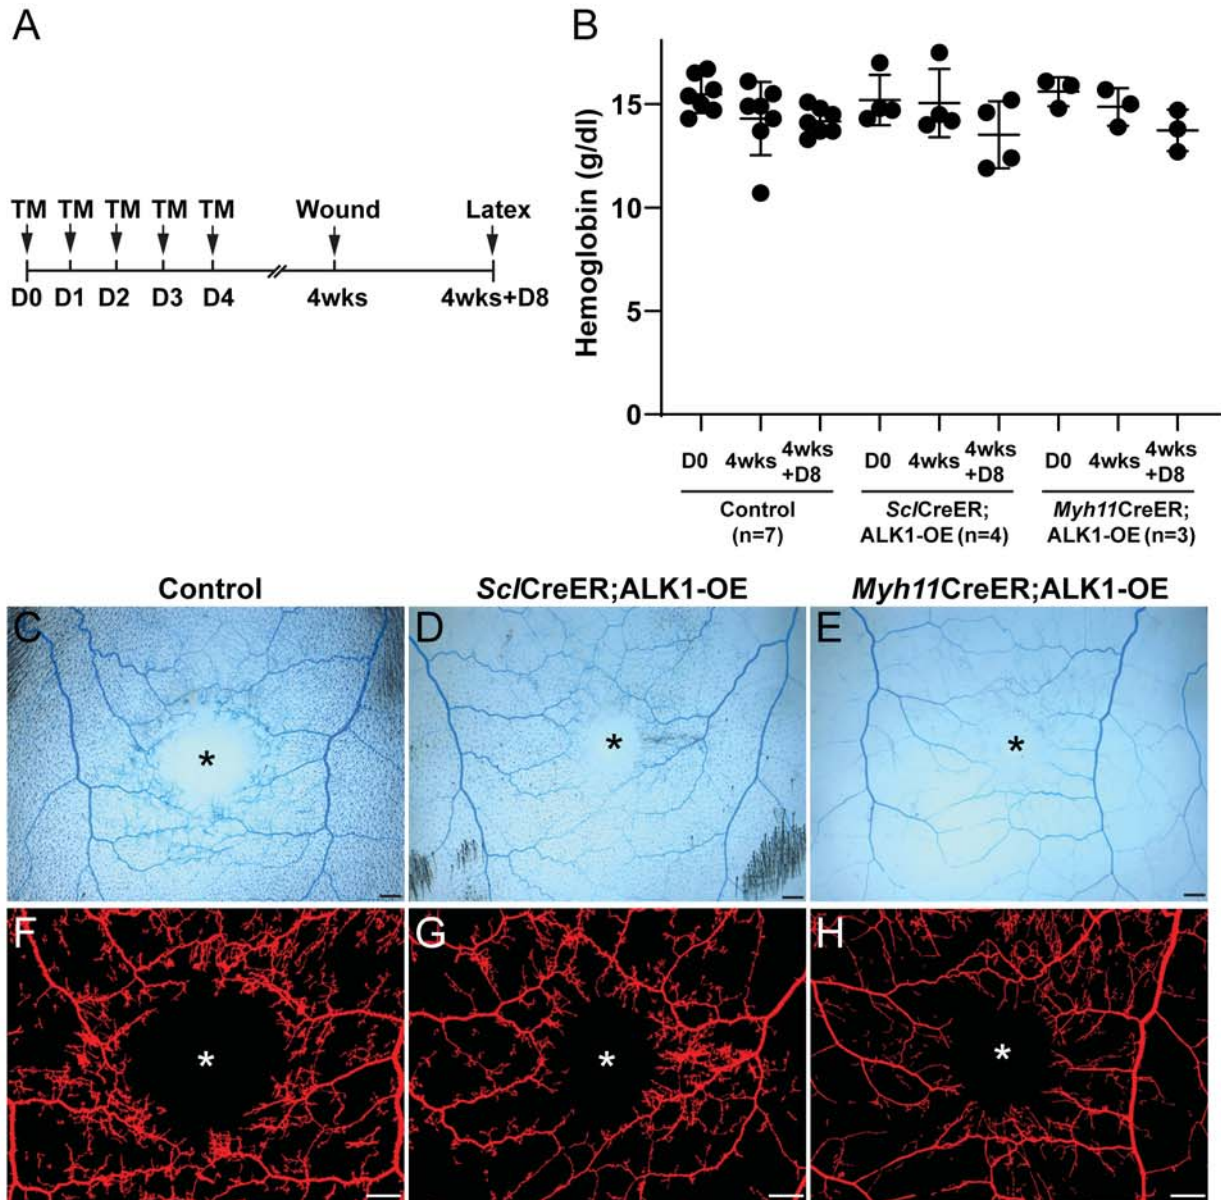 A
TM TM TM TM TM Wound Latex
D0 D1 D2 D3 D4 4wks 4wks+D8
B
Hemoglobin (g/dl)
15
10
5
0
D0 4wks 4wks
+D8
D0 4wks 4wks
+D8
D0 4wks 4wks
+D8
Control
(n=7)
SclCreER;
ALK1-OE (n=4)
Myh11CreER;
ALK1-OE (n=3)
Control SclCreER;ALK1-OE Myh11CreER;ALK1-OE
C D E
* * *
F G H
* * *